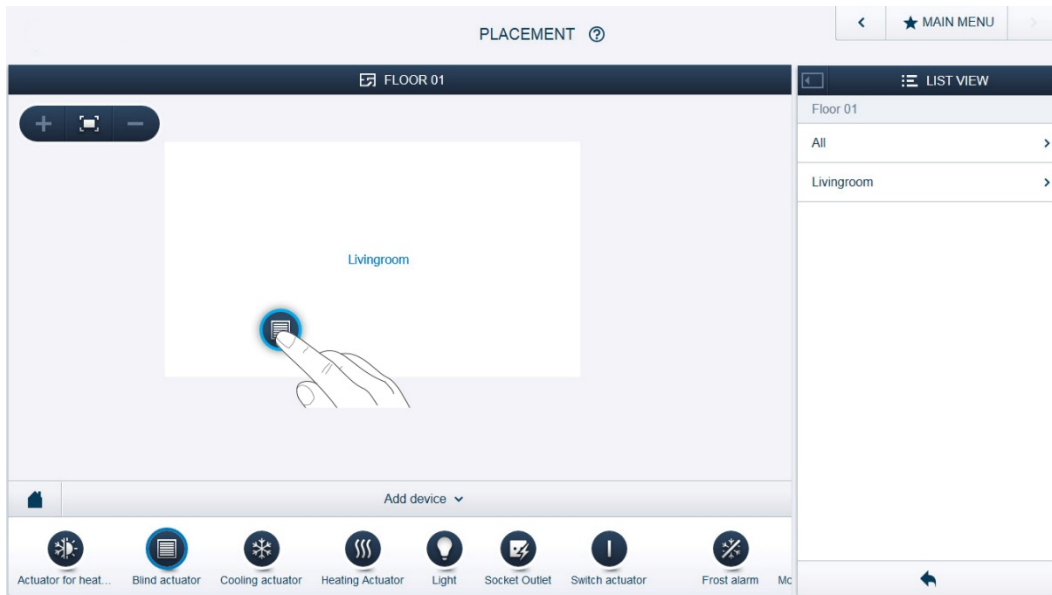 PLACEMENT
MAIN MENU
FLOOR 01
LIST VIEW
Floor 01
All
Livingroom
Livingroom
Add device
Actuator for heat...
Blind actuator
Cooling actuator
Heating Actuator
Light
Socket Outlet
Switch actuator
Frost alarm
Mc